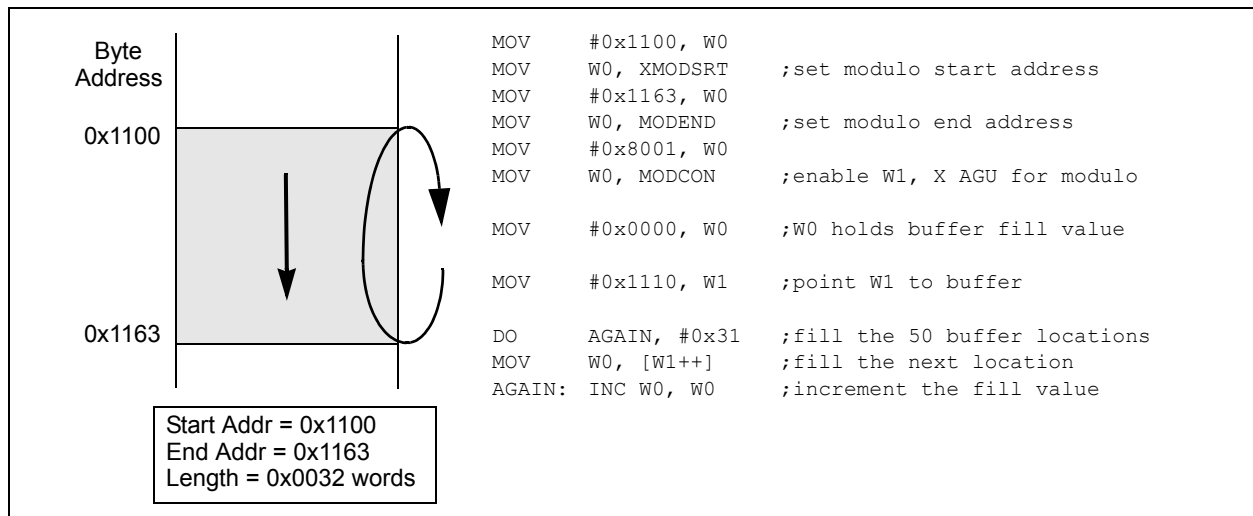 Byte
Address
0x1100
0x1163
Start Addr = 0x1100
End Addr = 0x1163
Length = 0x0032 words
MOV #0x1100, W0
MOV W0, XMODSRT ;set modulo start address
MOV #0x1163, W0
MOV W0, MODEND ;set modulo end address
MOV #0x8001, W0
MOV W0, MODCON ;enable W1, X AGU for modulo
MOV #0x0000, W0 ;W0 holds buffer fill value
MOV #0x1110, W1 ;point W1 to buffer
DO AGAIN, #0x31 ;fill the 50 buffer locations
MOV W0, [W1++] ;fill the next location
AGAIN: INC W0, W0 ;increment the fill value